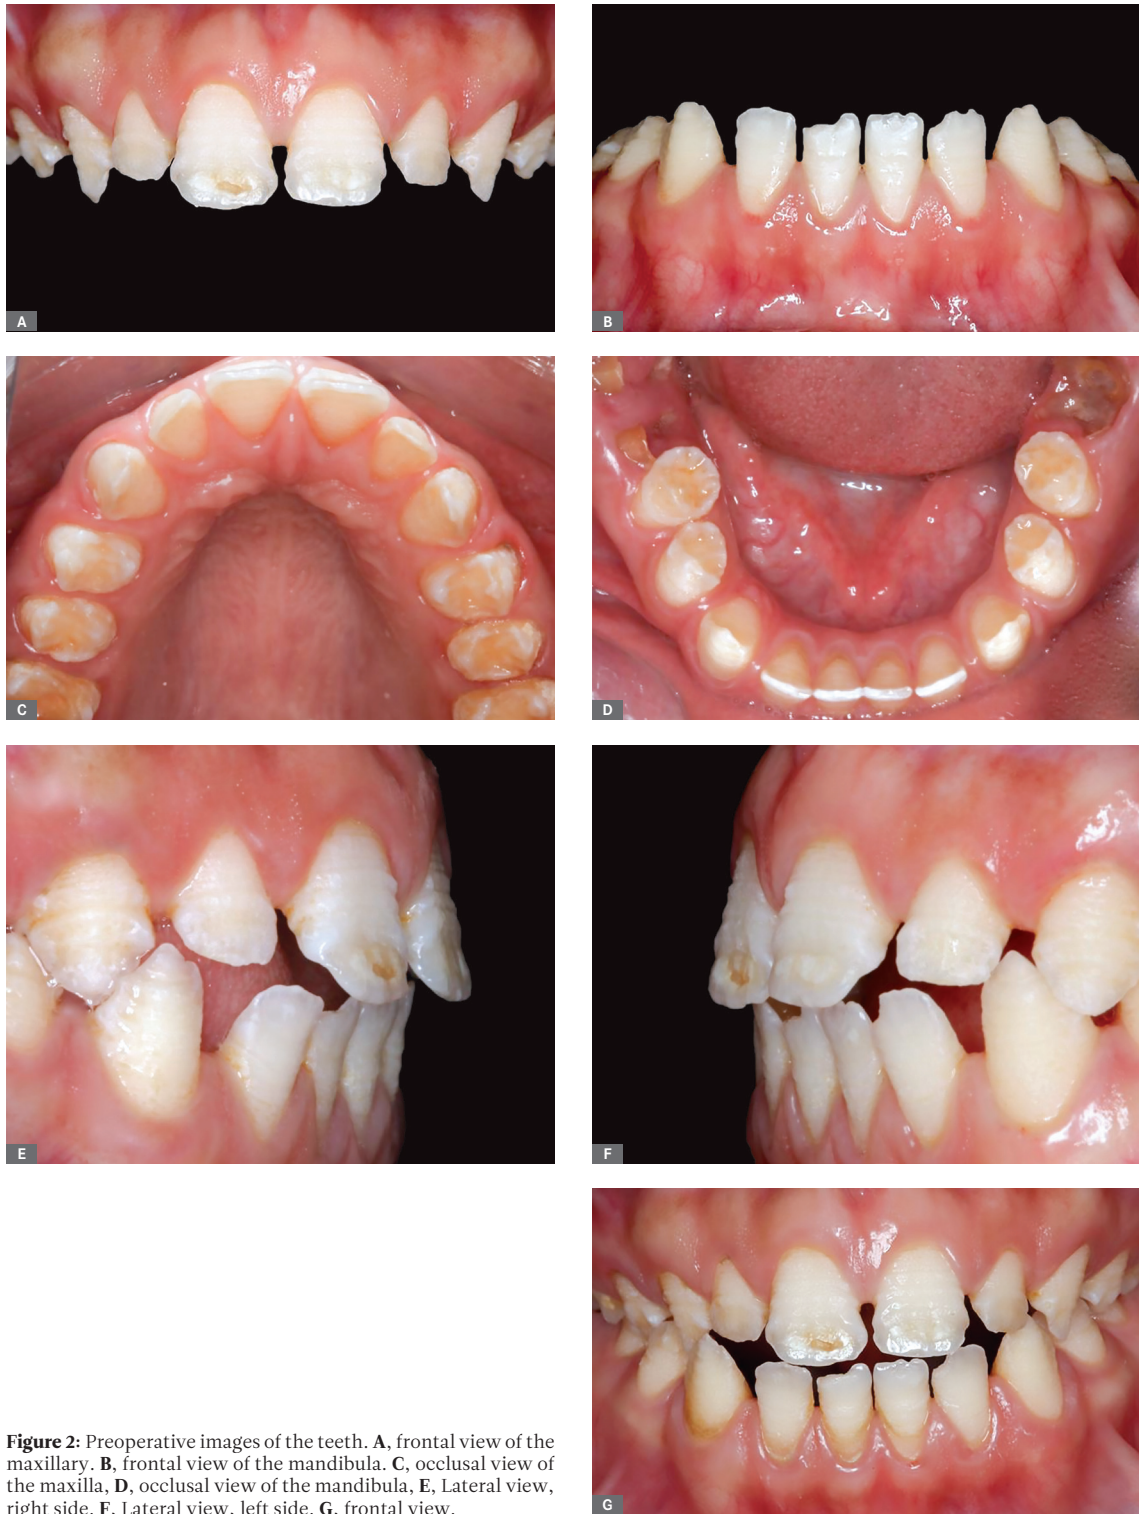 A
B
C
D
E
F
G
Figure 2: Preoperative images of the teeth. A, frontal view of the
maxillary. B, frontal view of the mandibula. C, occlusal view of
the maxilla, D, occlusal view of the mandibula, E, Lateral view,
right side. F, Lateral view, left side. G, frontal view.